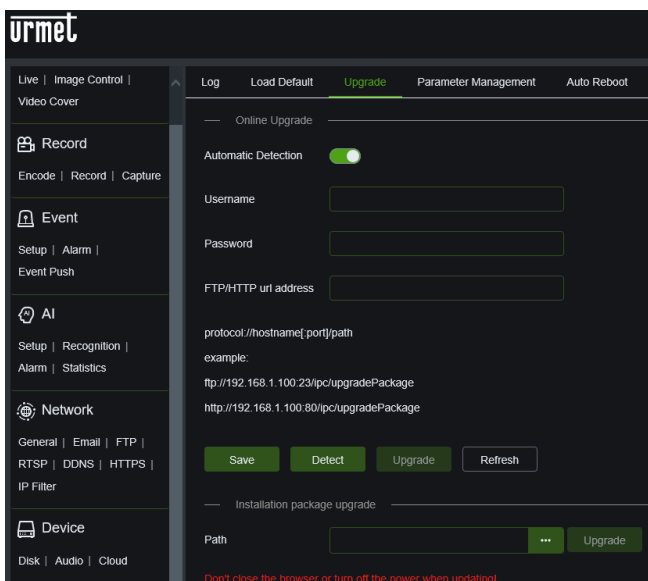 urmet
Live | Image Control |
Video Cover
Record
Encode | Record | Capture
Event
Setup | Alarm |
Event Push
AI
Setup | Recognition |
Alarm | Statistics
Network
General | Email | FTP |
RTSP | DDNS | HTTPS |
IP Filter
Device
Disk | Audio | Cloud
Log Load Default Upgrade Parameter Management Auto Reboot
Online Upgrade
Automatic Detection
Username
Password
FTP/HTTP url address
protocol://hostname[:port]/path
example:
ftp://192.168.1.100:23/ipc/upgradePackage
http://192.168.1.100:80/ipc/upgradePackage
Save Detect Upgrade Refresh
Installation package upgrade
Path ... Upgrade
Don't close the browser or turn off the power when updating!